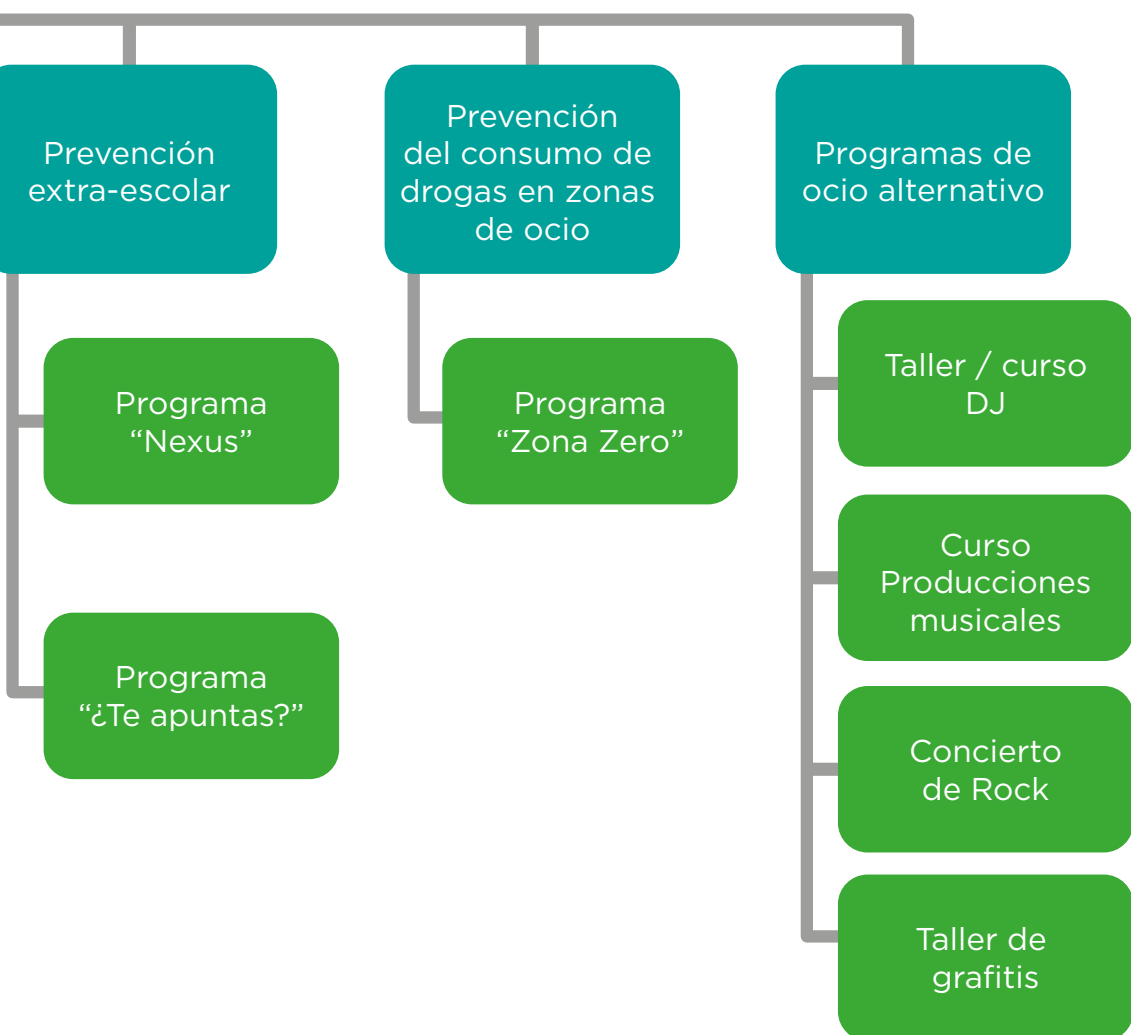 Prevención
extra-escolar
Prevención
del consumo de
drogas en zonas
de ocio
Programas de
ocio alternativo
Programa
“Nexus”
Programa
“¿Te apuntas?”
Programa
“Zona Zero”
Taller / curso
DJ
Curso
Producciones
musicales
Concierto
de Rock
Taller de
grafitis